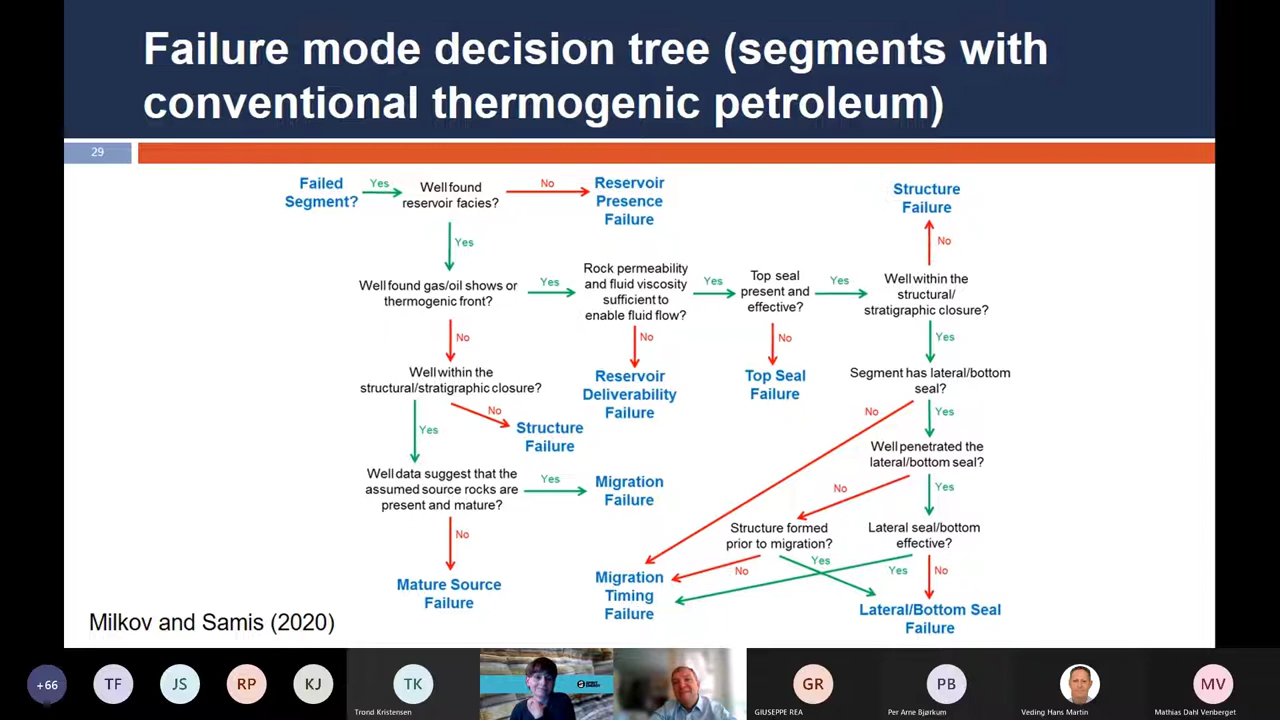 Failure mode decision tree (segments with
conventional thermogenic petroleum)
29
Failed
Segment?
Yes
Well found
reservoir facies?
No
Reservoir
Presence
Failure
Structure
Failure
Yes
No
Well found gas/oil shows or
thermogenic front?
Yes
Rock permeability
and fluid viscosity
sufficient to
enable fluid flow?
Yes
Top seal
present and
effective?
Yes
Well within the
structural/
stratigraphic closure?
No
No
No
Yes
Well within the
structural/stratigraphic closure?
Reservoir
Deliverability
Failure
Top Seal
Failure
Segment has lateral/bottom
seal?
No
Yes
No
Yes
Structure
Failure
Well penetrated the
lateral/bottom seal?
Well data suggest that the
assumed source rocks are
present and mature?
Yes
Migration
Failure
No
Yes
No
Structure formed
prior to migration?
Lateral seal/bottom
effective?
Yes
No
Yes
No
Mature Source
Failure
Migration
Timing
Failure
Lateral/Bottom Seal
Failure
Milkov and Samis (2020)
+66
TF
JS
RP
KJ
TK
Trond Kristensen
SPIRIT
ENERGY
GR
GIUSEPPE REA
PB
Per Arne Bjørkum
Veding Hans Martin
MV
Mathias Dahl Venberget